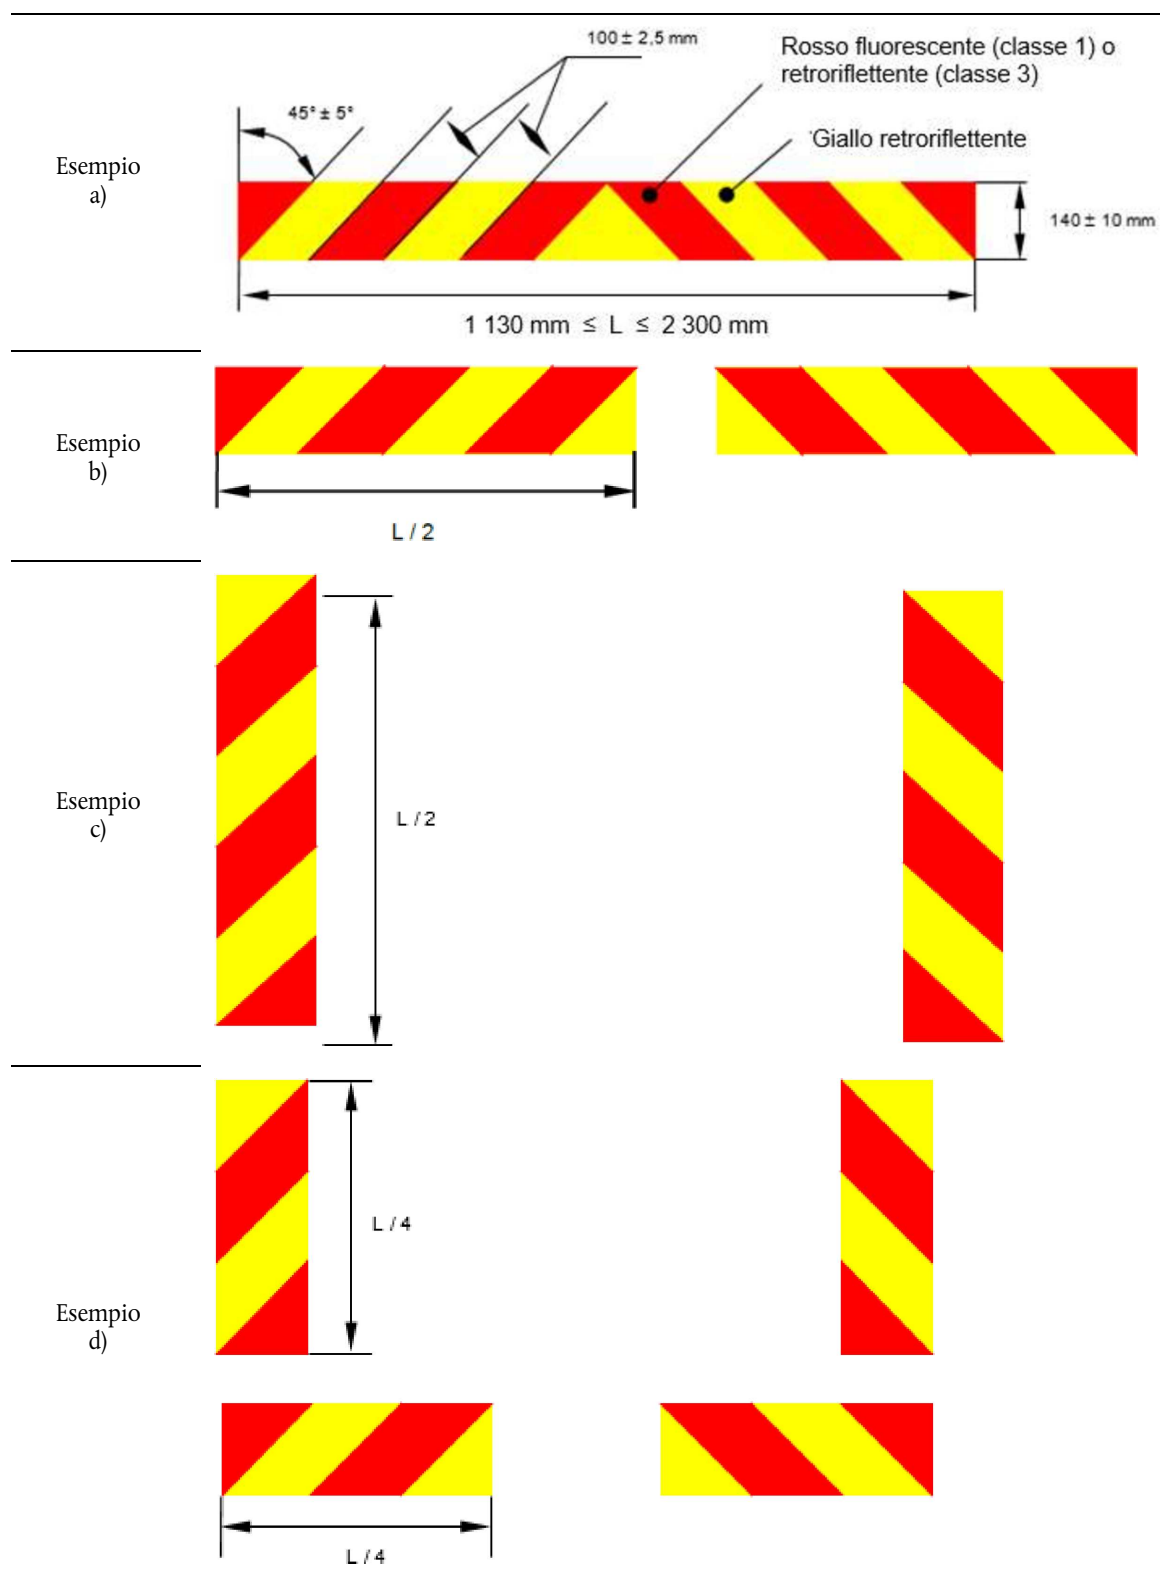 100 ± 2,5 mm
Rosso fluorescente (classe 1) o
retroriflettente (classe 3)
45° ± 5°
Giallo retroriflettente
Esempio
a)
140 ± 10 mm
1 130 mm ≤ L ≤ 2 300 mm
Esempio
b)
L / 2
Esempio
c)
L / 2
L / 4
Esempio
d)
L / 4